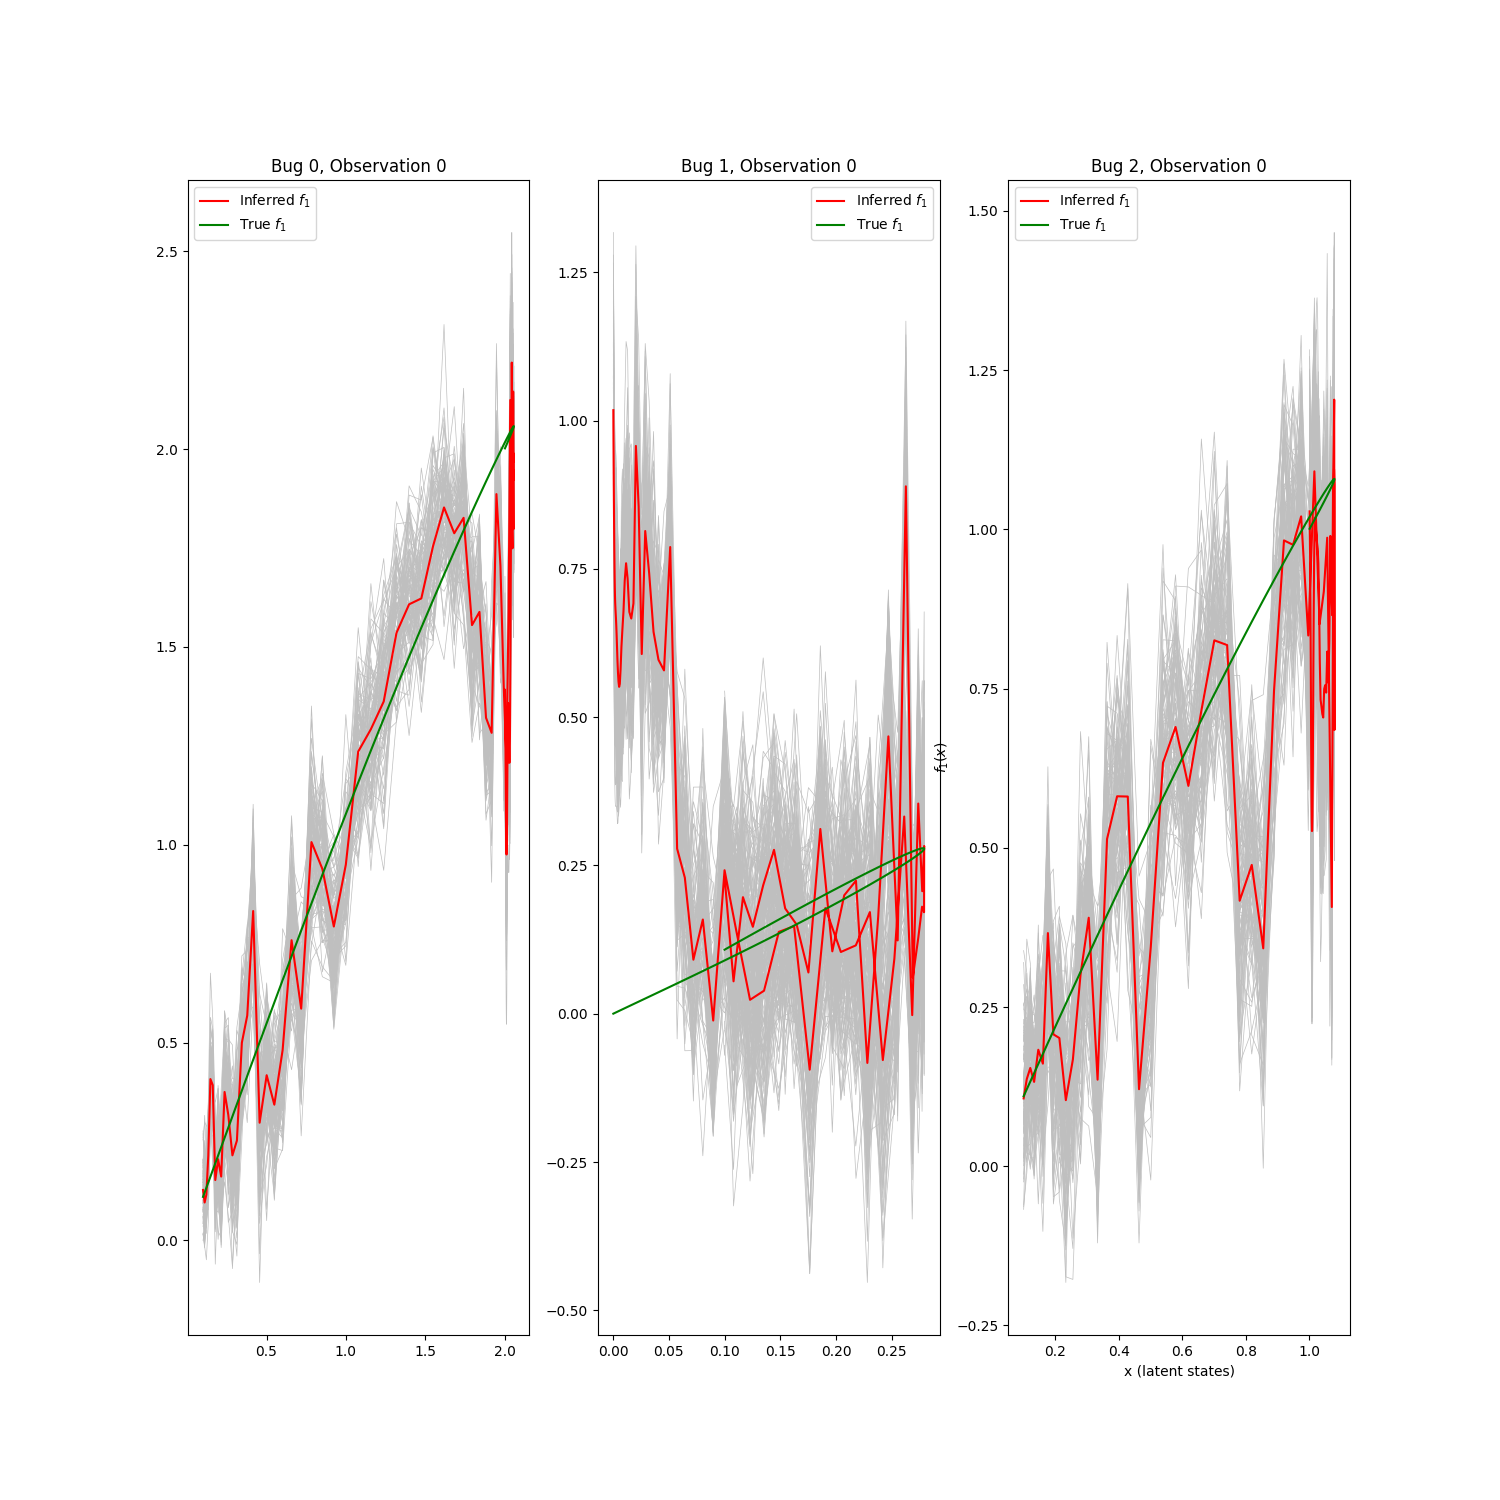 Bug 0, Observation 0
Inferred f₁
True f₁
2.5
2.0
1.5
1.0
0.5
0.0
0.5 1.0 1.5 2.0
Bug 1, Observation 0
Inferred f₁
True f₁
1.25
1.00
0.75
0.50
0.25
0.00
−0.25
−0.50
0.00 0.05 0.10 0.15 0.20 0.25
Bug 2, Observation 0
Inferred f₁
True f₁
f₁(x)
1.50
1.25
1.00
0.75
0.50
0.25
0.00
−0.25
0.2 0.4 0.6 0.8 1.0
x (latent states)